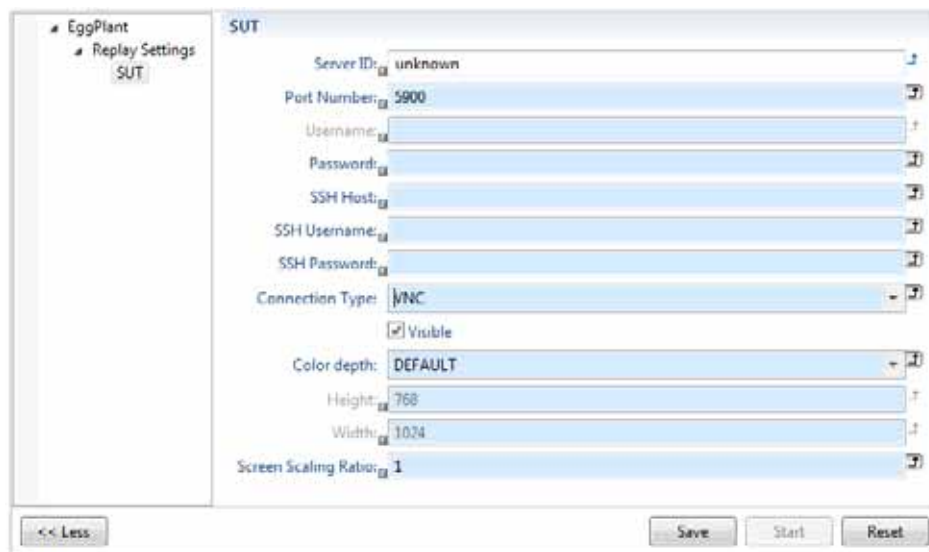 EggPlant
Replay Settings
SUT
SUT
Server ID: unknown
Port Number: 5900
Username:
Password:
SSH Host:
SSH Username:
SSH Password:
Connection Type: VNC
Visible
Color depth: DEFAULT
Height: 768
Width: 1024
Screen Scaling Ratio: 1
<< Less
Save Start Reset